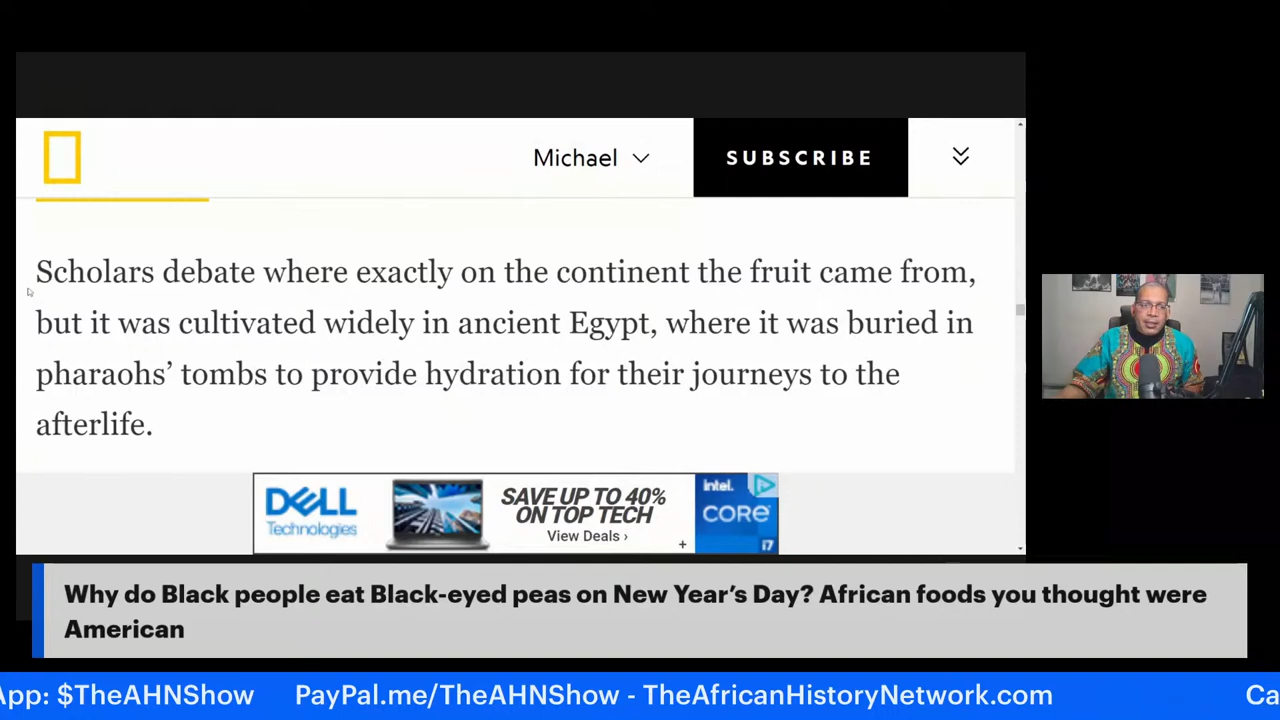 Michael
SUBSCRIBE
Scholars debate where exactly on the continent the fruit came from,
but it was cultivated widely in ancient Egypt, where it was buried in
pharaohs’ tombs to provide hydration for their journeys to the
afterlife.
DELL
Technologies
SAVE UP TO 40%
ON TOP TECH
View Deals ›
intel.
CORE
i7
Why do Black people eat Black-eyed peas on New Year’s Day? African foods you thought were
American
App: $TheAHNShow PayPal.me/TheAHNShow - TheAfricanHistoryNetwork.com Ca